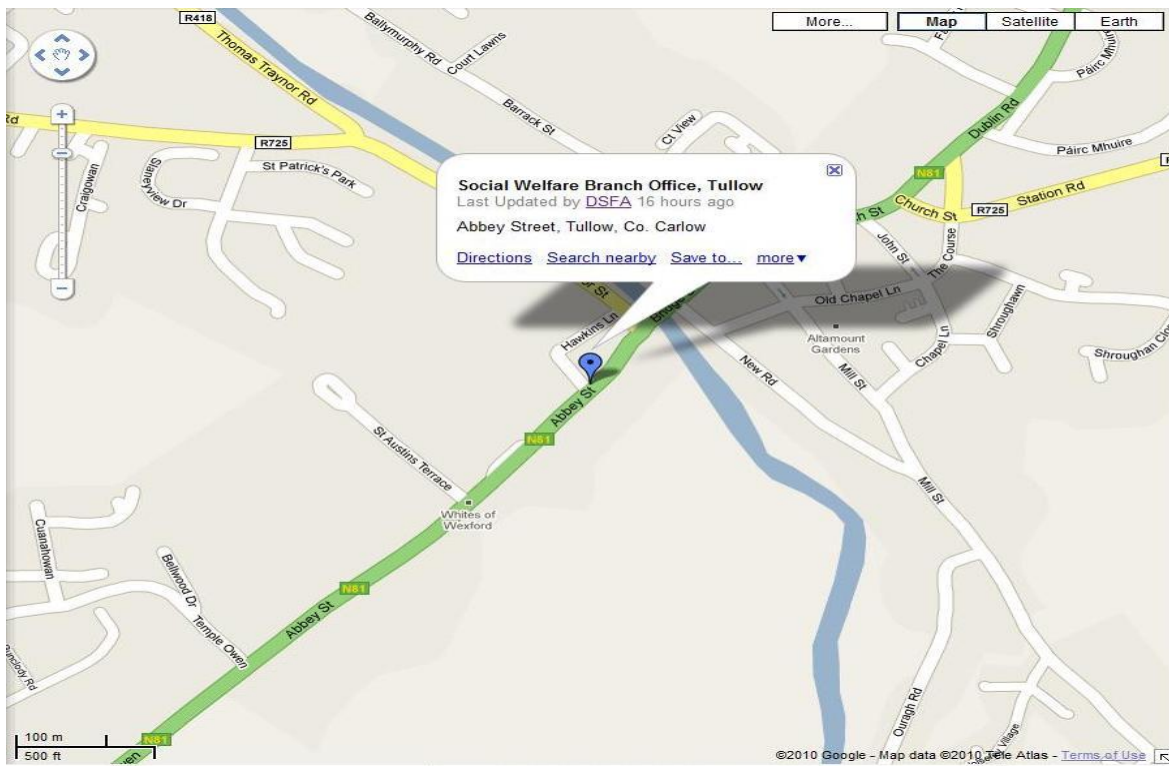 R418
Ballymurphy Rd
Court Lawns
More...
Map
Satellite
Earth
Thomas Traynor Rd
Páirc Mhuire
Rd
Barrack St
Ct View
Dublin Rd
R725
Craigowan
Slaneyview Dr
St Patrick's Park
Páirc Mhuire
N81
Station Rd
R725
Church St
Social Welfare Branch Office, Tullow
Last Updated by DSFA 16 hours ago
Abbey Street, Tullow, Co. Carlow
Directions Search nearby Save to... more
John St
The Course
Old Chapel Ln
Hawkins Ln
Altamount
Gardens
Chapel Ln
Shroughawn
New Rd
Mill St
Abbey St
N81
St Austins Terrace
Whites of
Wexford
Mill St
Cuanahowan
Bellwood Dr
Temple Owen
N81
Abbey St
Ouragh Rd
N81
100 m
500 ft
©2010 Google - Map data ©2010 Tele Atlas - Terms of Use